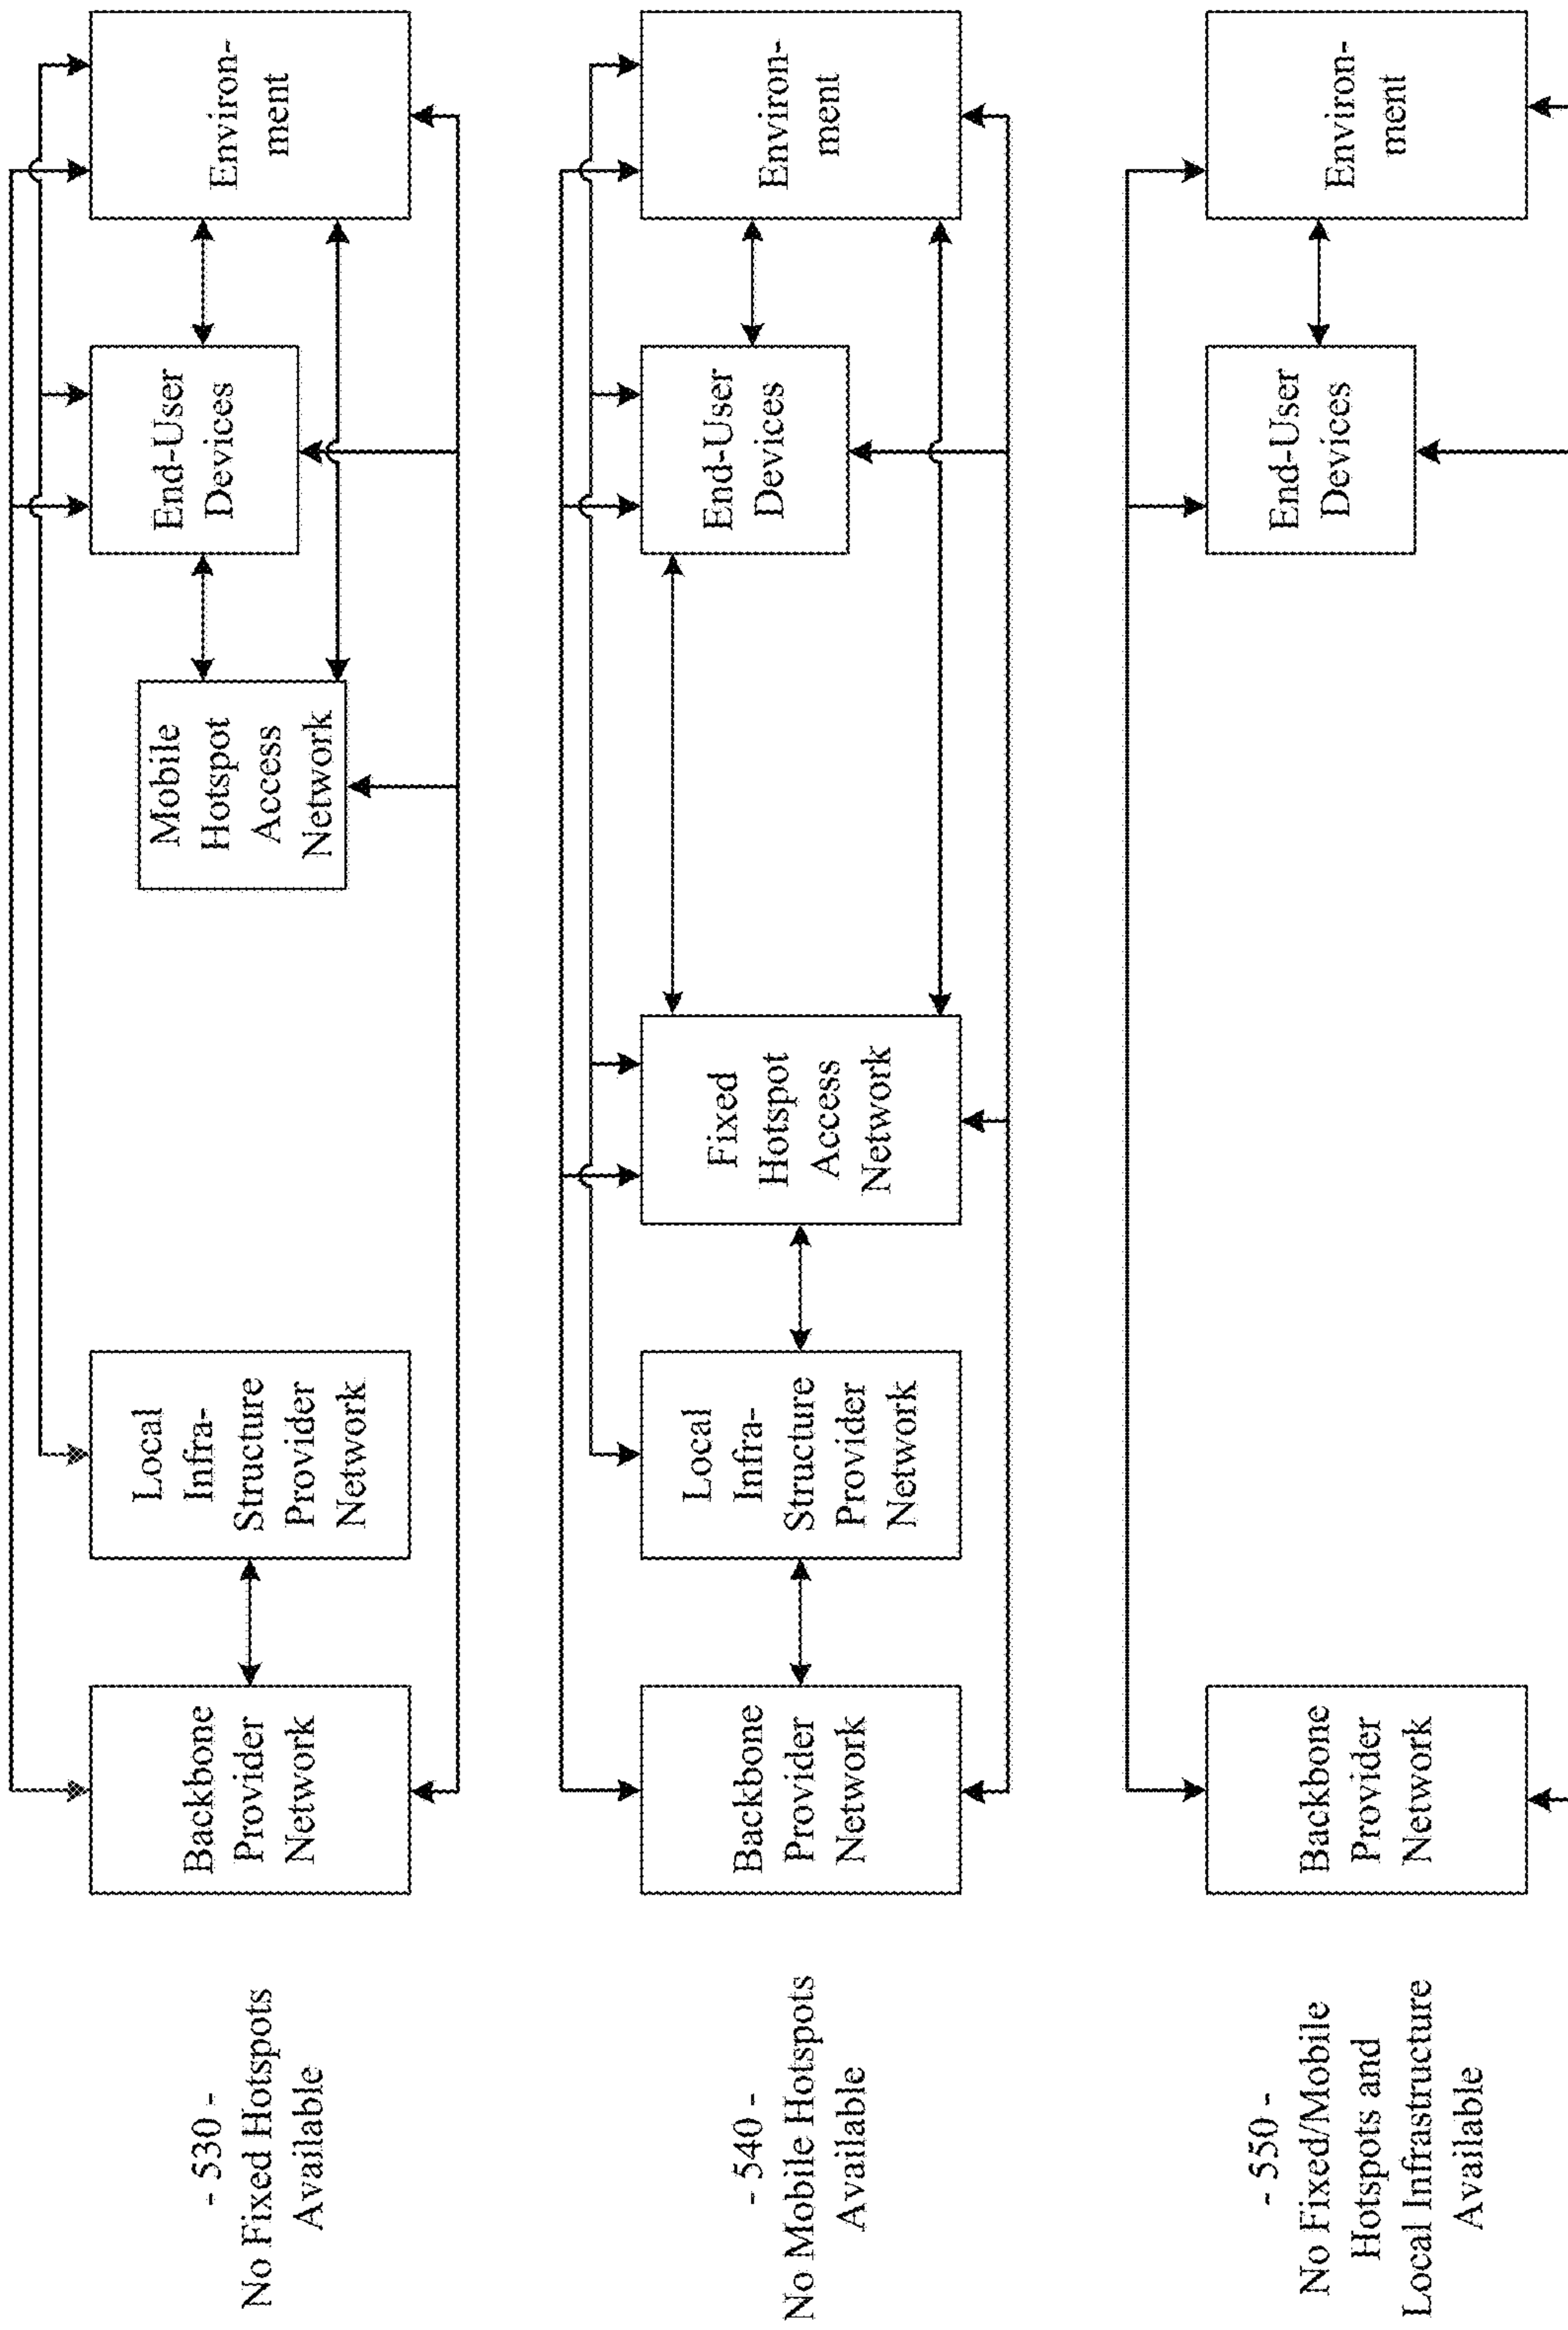 - 530 -
No Fixed Hotspots
Available
Backbone
Provider
Network
Local
Infra-
Structure
Provider
Network
Mobile
Hotspot
Access
Network
End-User
Devices
Environ-
ment
- 540 -
No Mobile Hotspots
Available
Backbone
Provider
Network
Local
Infra-
Structure
Provider
Network
Fixed
Hotspot
Access
Network
End-User
Devices
Environ-
ment
- 550 -
No Fixed/Mobile
Hotspots and
Local Infrastructure
Available
Backbone
Provider
Network
End-User
Devices
Environ-
ment